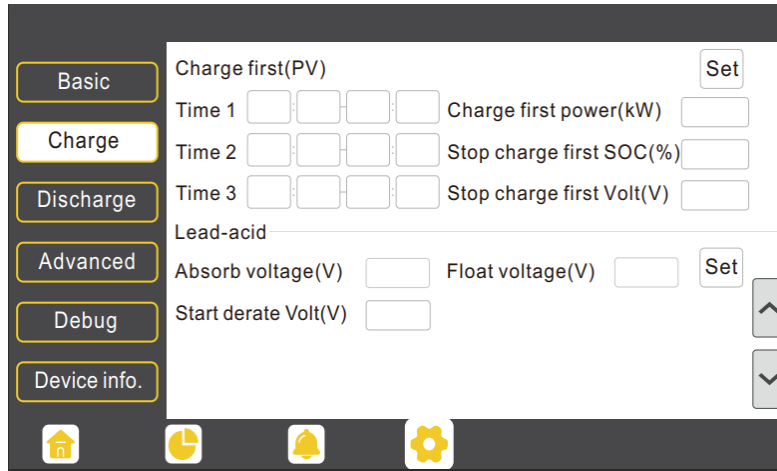 Basic
Charge
Discharge
Advanced
Debug
Device info.
Charge first(PV)
Set
Time 1 : - :
Charge first power(kW)
Time 2 : - :
Stop charge first SOC(%)
Time 3 : - :
Stop charge first Volt(V)
Lead-acid
Absorb voltage(V)
Float voltage(V)
Set
Start derate Volt(V)